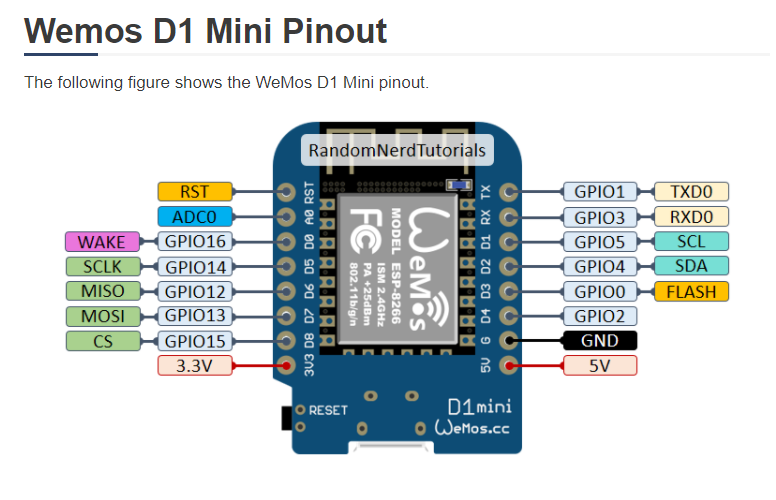 Wemos D1 Mini Pinout
The following figure shows the WeMos D1 Mini pinout.
RandomNerdTutorials
RST RST TX GPIO1 TXD0
ADC0 A0 RX GPIO3 RXD0
WAKE GPIO16 D0 D1 GPIO5 SCL
SCLK GPIO14 D5 D2 GPIO4 SDA
MISO GPIO12 D6 D3 GPIO0 FLASH
MOSI GPIO13 D7 D4 GPIO2
CS GPIO15 D8 G GND
3.3V 3V3 5V 5V
WeMos
FC
MODEL ESP-8266
ISM 2.4GHz
PA +25dBm
802.11b/g/n
RESET
D1mini
WeMos.cc